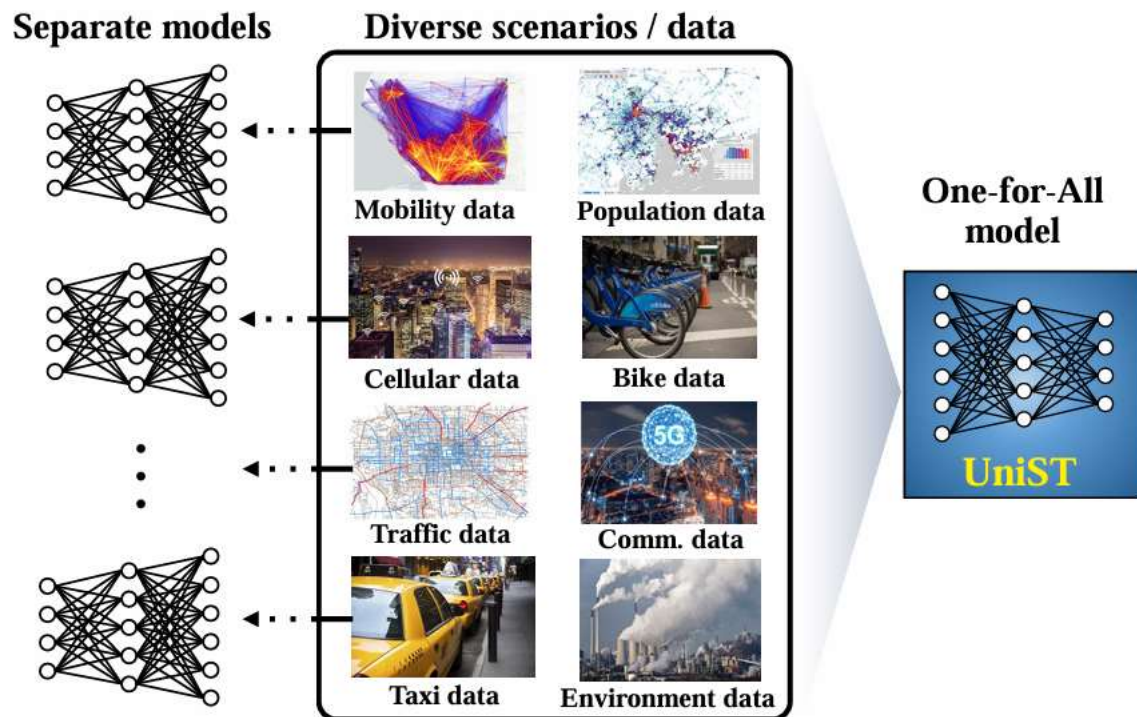 Separate models
Diverse scenarios / data
Mobility data
Population data
Cellular data
Bike data
5G
Traffic data
Comm. data
Taxi data
Environment data
One-for-All
model
UniST